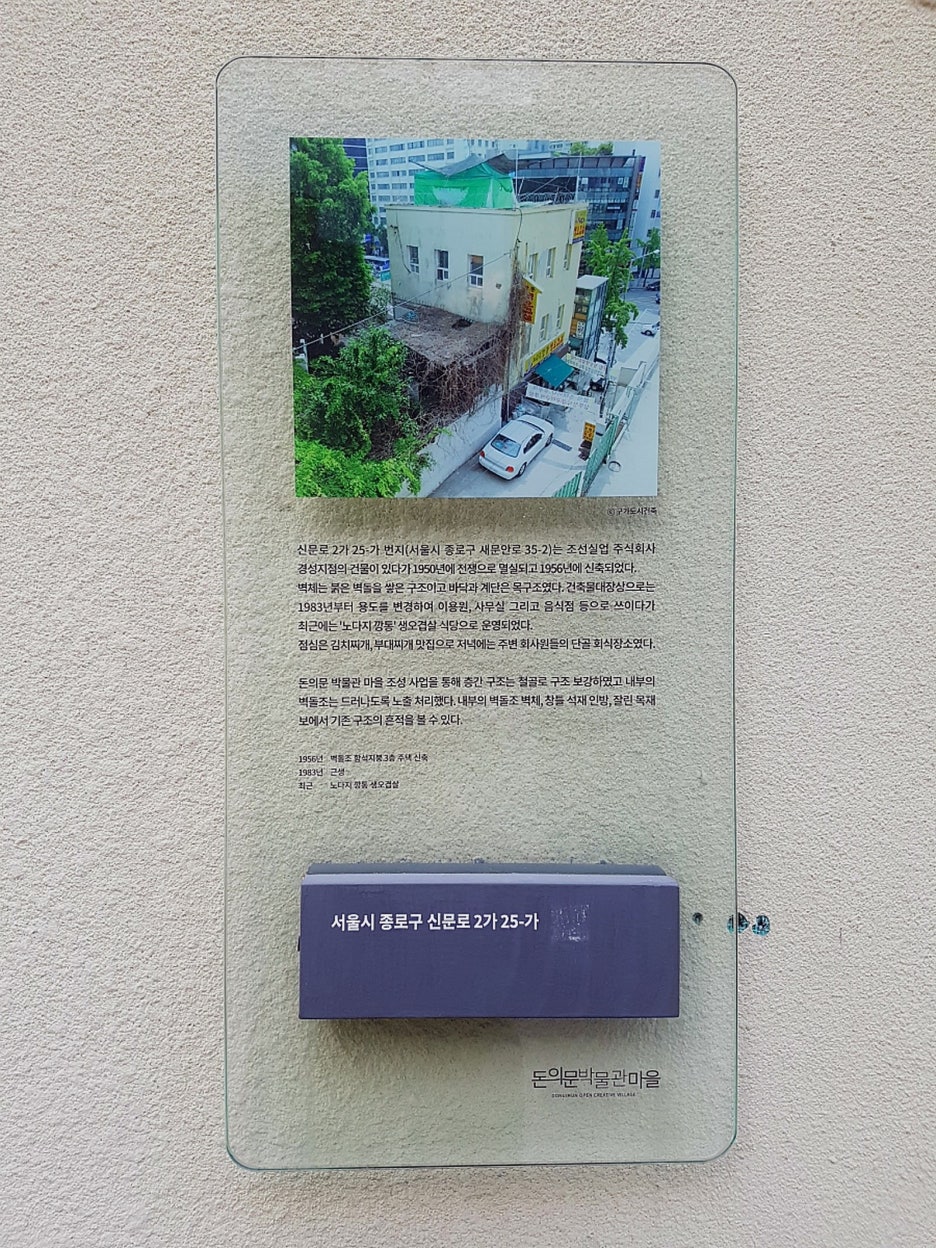 ⓒ 구가도시건축
신문로 2가 25-가 번지(서울시 종로구 새문안로 35-2)는 조선실업 주식회사
경성지점의 건물이 있다가 1950년에 전쟁으로 멸실되고 1956년에 신축되었다.
벽체는 붉은 벽돌을 쌓은 구조이고 바닥과 계단은 목구조였다. 건축물대장상으로는
1983년부터 용도를 변경하여 이용원, 사무실 그리고 음식점 등으로 쓰이다가
최근에는 '노다지 깡통' 생오겹살 식당으로 운영되었다.
점심은 김치찌개, 부대찌개 맛집으로 저녁에는 주변 회사원들의 단골 회식장소였다.
돈의문 박물관 마을 조성 사업을 통해 층간 구조는 철골로 구조 보강하였고 내부의
벽돌조는 드러나도록 노출 처리했다. 내부의 벽돌조 벽체, 창틀 석재 인방, 잘린 목재
보에서 기존 구조의 흔적을 볼 수 있다.
1956년 벽돌조 함석지붕 3층 주택 신축
1983년 근생
최근 노다지 깡통 생오겹살
서울시 종로구 신문로 2가 25-가
돈의문박물관마을
DONUIMUN OPEN CREATIVE VILLAGE